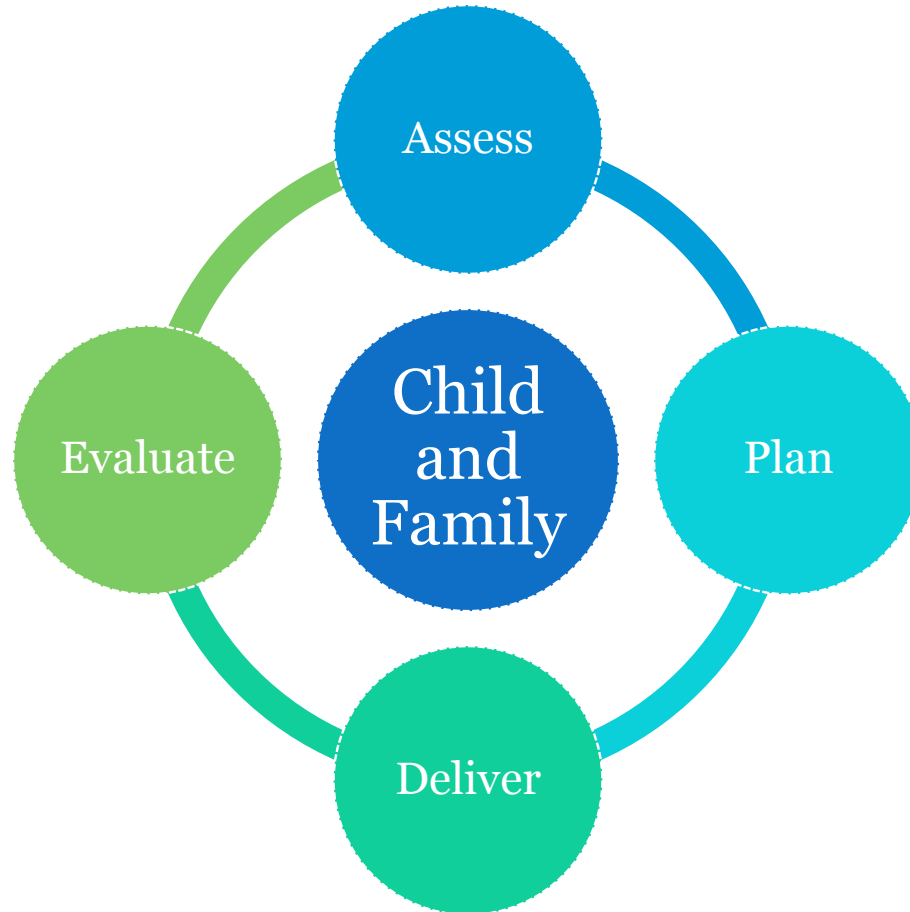 Assess
Child
and
Family
Evaluate
Plan
Deliver